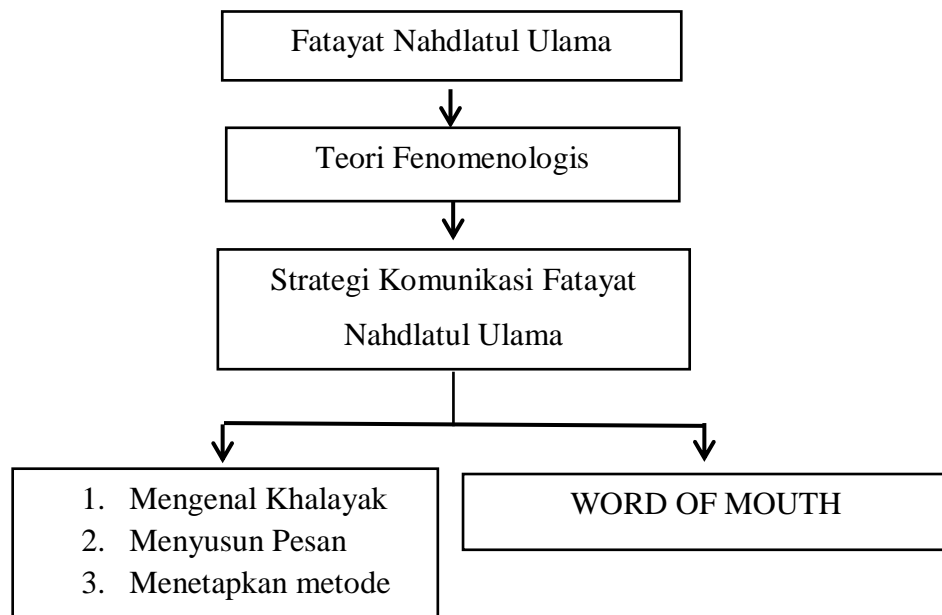 Fatayat Nahdlatul Ulama
Teori Fenomenologis
Strategi Komunikasi Fatayat
Nahdlatul Ulama
1. Mengenal Khalayak
2. Menyusun Pesan
3. Menetapkan metode
WORD OF MOUTH